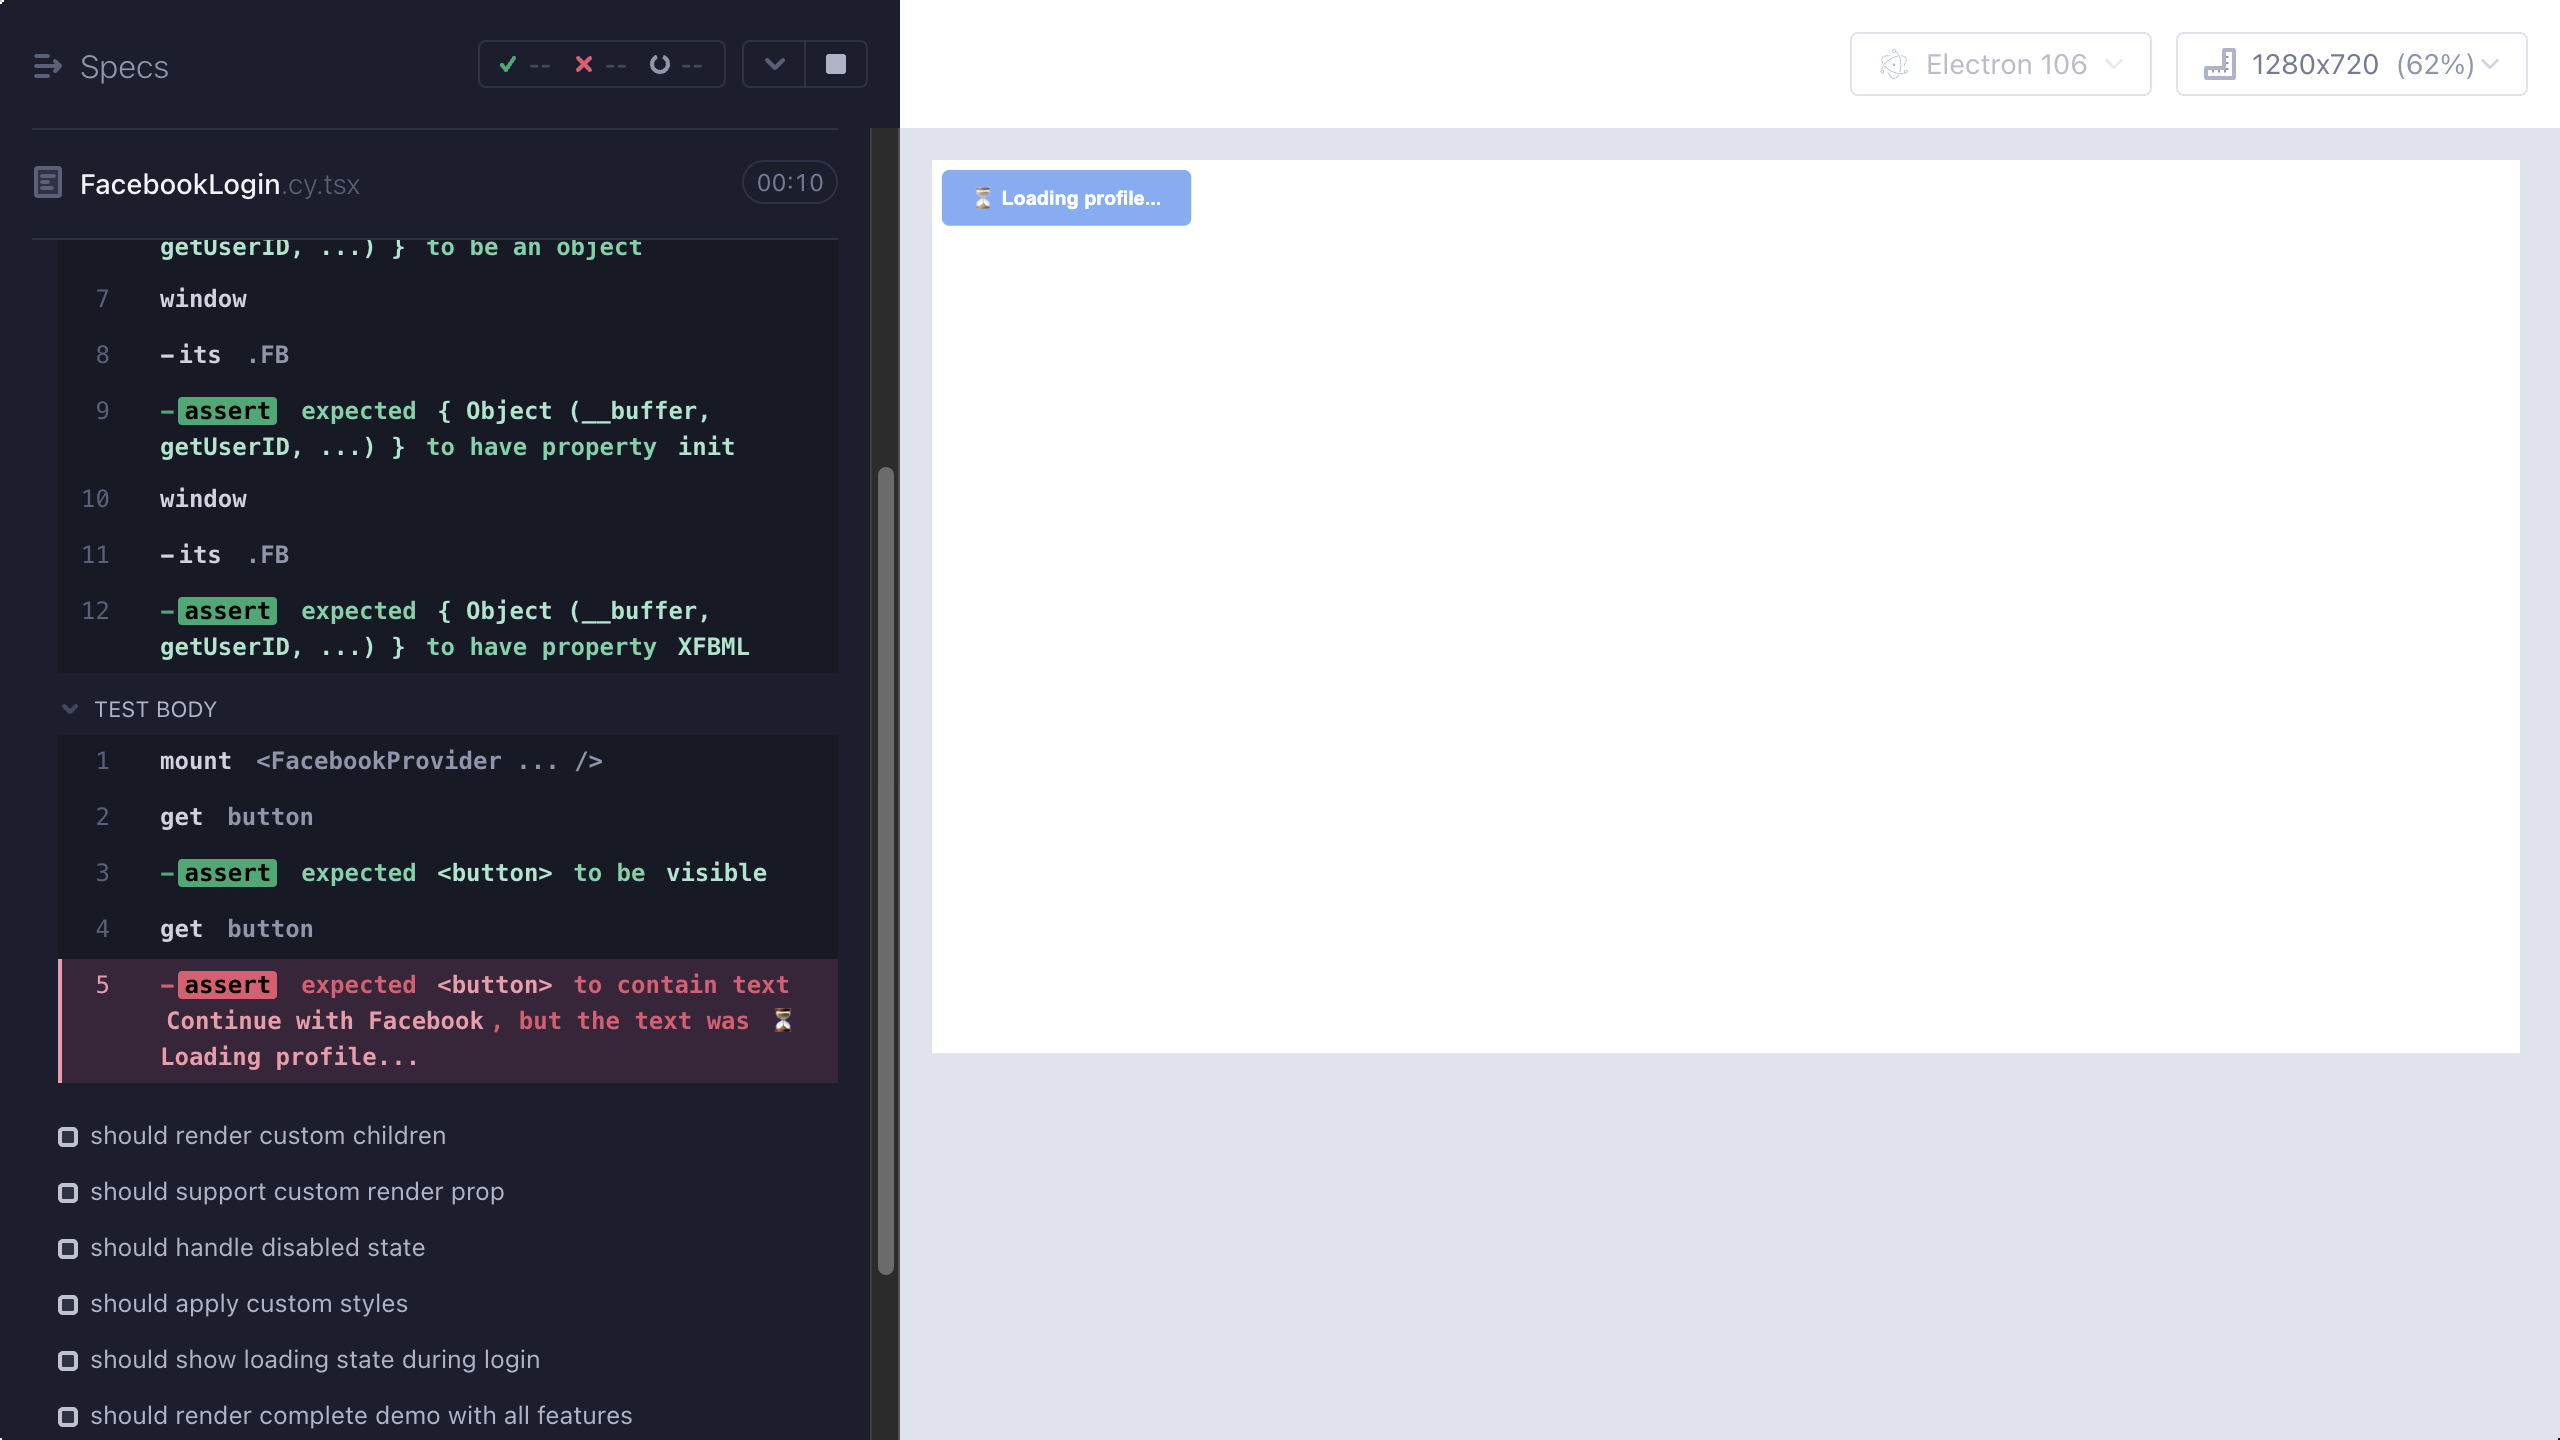 Specs
-- -- --
Electron 106
1280x720 (62%)
FacebookLogin.cy.tsx
00:10
getUserID, ...) } to be an object
7 window
8 -its .FB
9 -assert expected { Object (__buffer,
getUserID, ...) } to have property init
10 window
11 -its .FB
12 -assert expected { Object (__buffer,
getUserID, ...) } to have property XFBML
TEST BODY
1 mount <FacebookProvider ... />
2 get button
3 -assert expected <button> to be visible
4 get button
5 -assert expected <button> to contain text
Continue with Facebook, but the text was ⏳
Loading profile...
should render custom children
should support custom render prop
should handle disabled state
should apply custom styles
should show loading state during login
should render complete demo with all features
⏳ Loading profile...